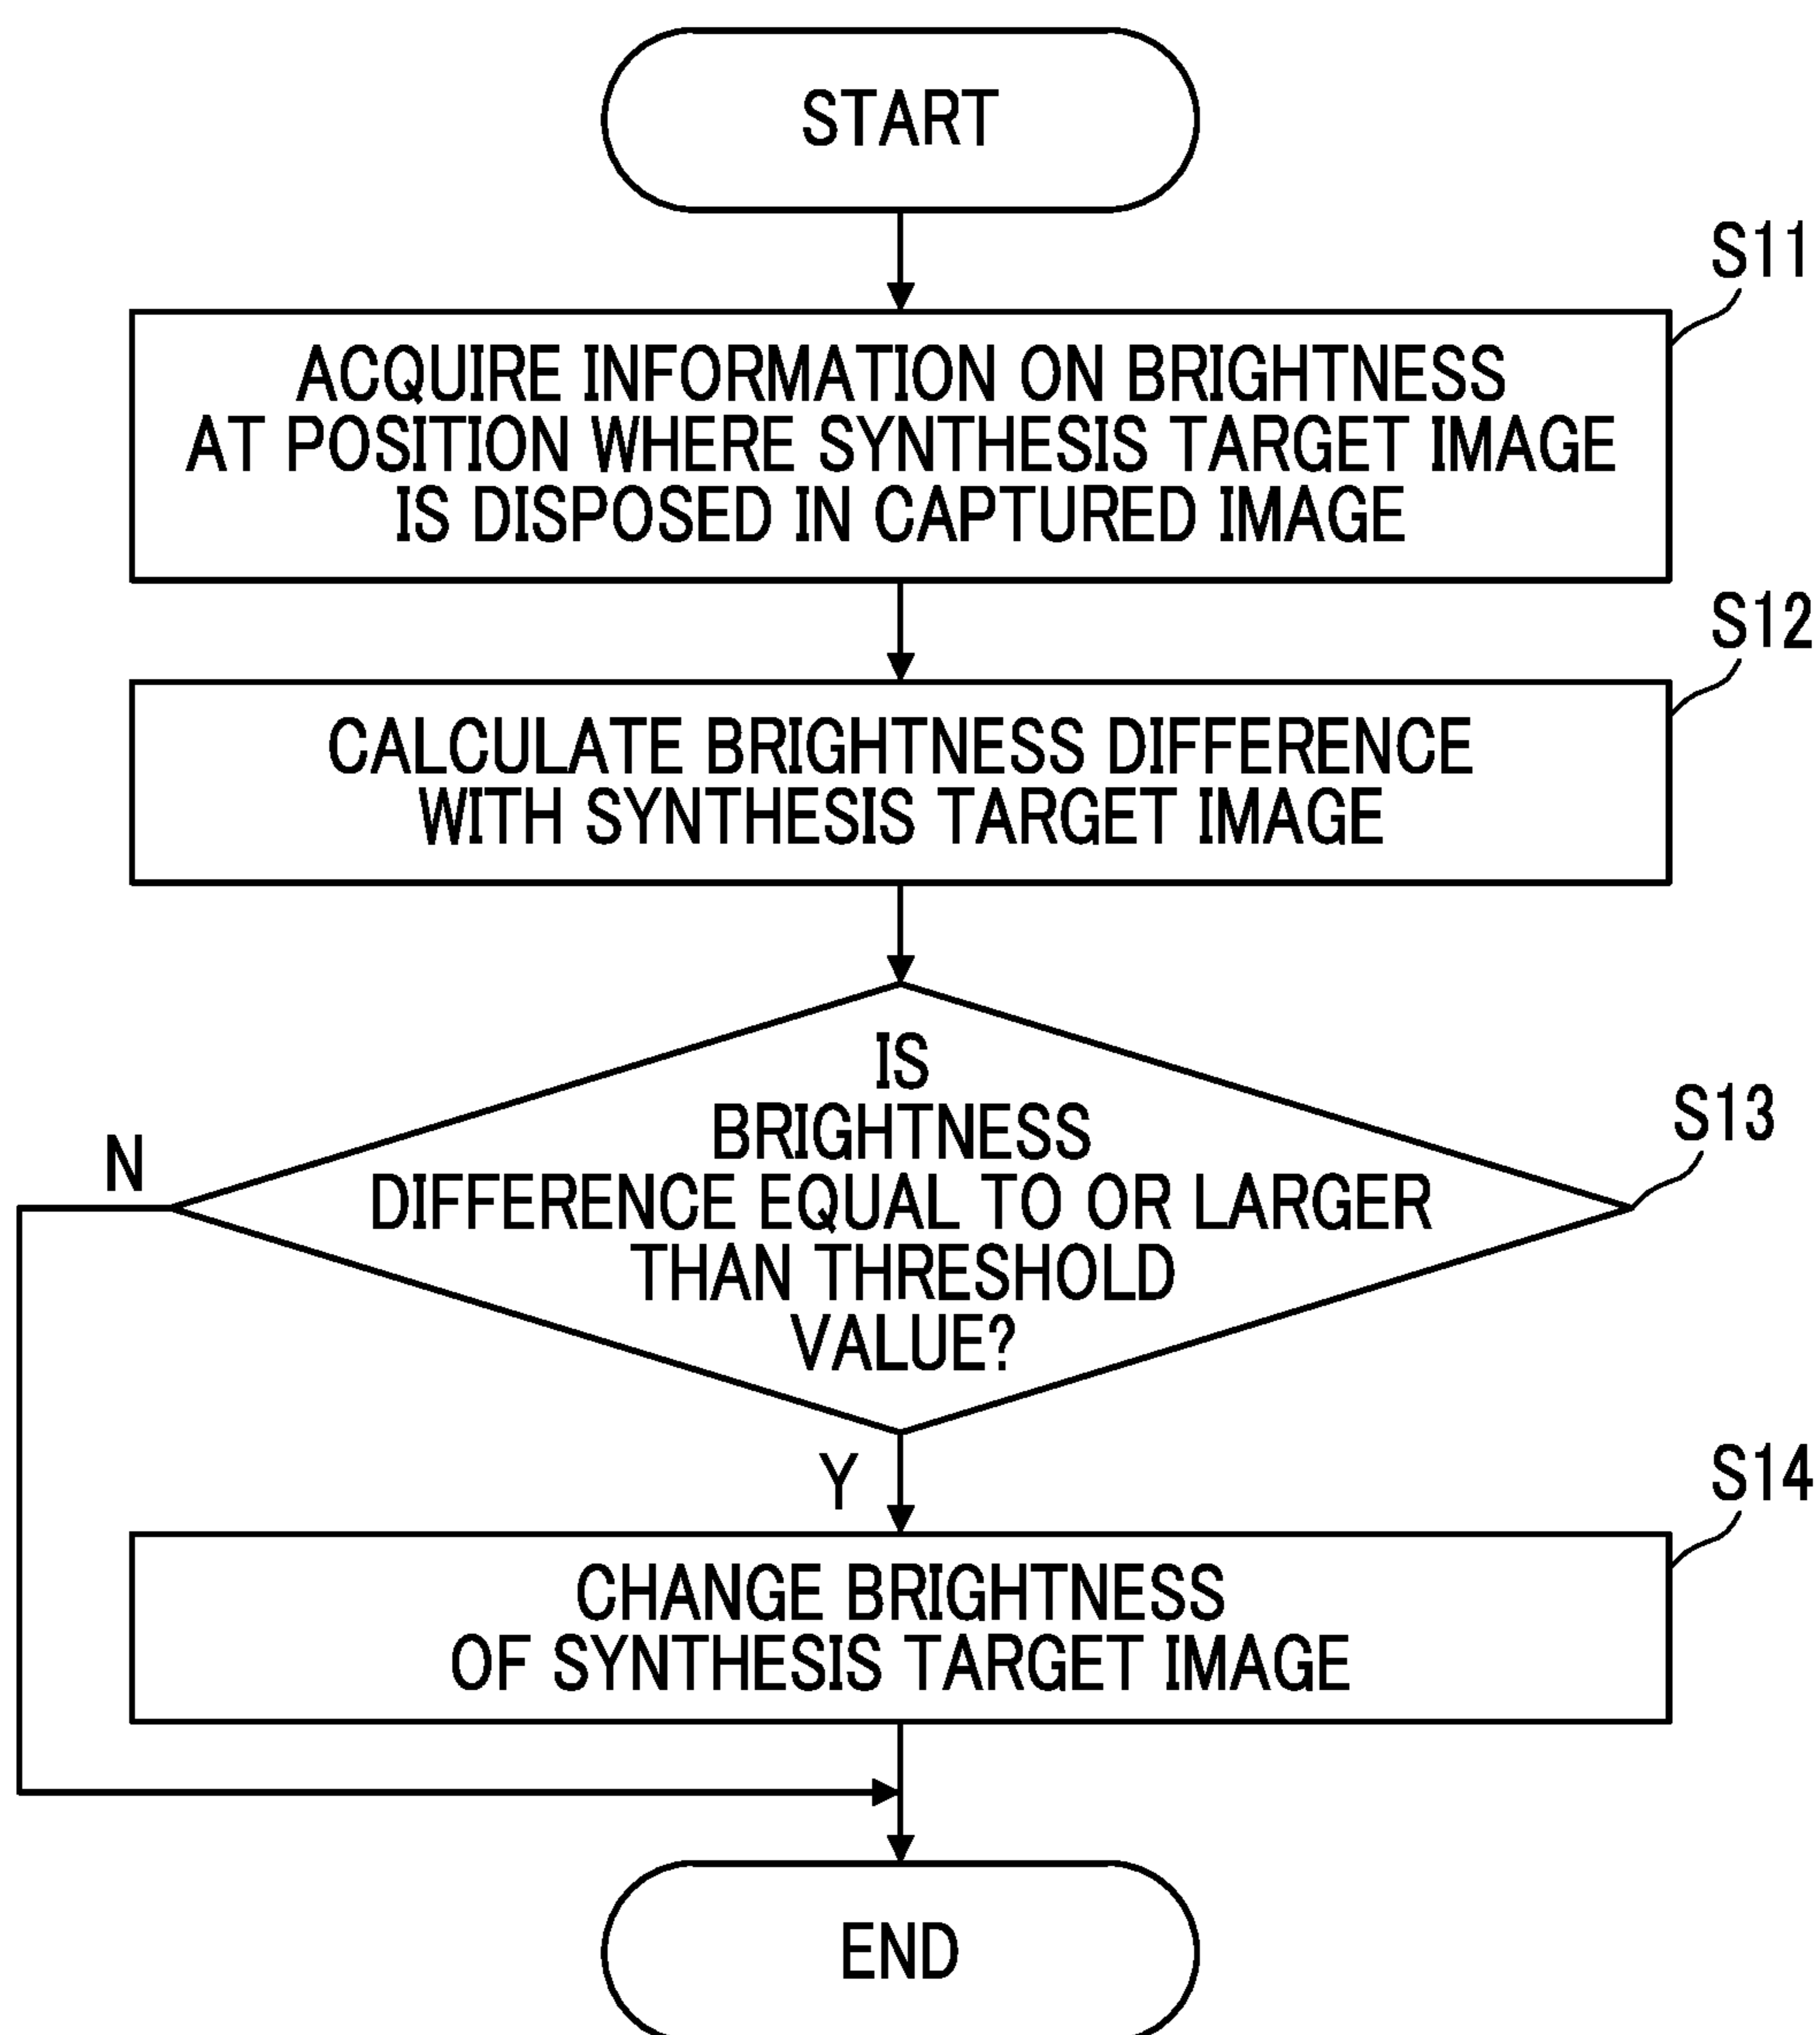 START
S11
ACQUIRE INFORMATION ON BRIGHTNESS
AT POSITION WHERE SYNTHESIS TARGET IMAGE
IS DISPOSED IN CAPTURED IMAGE
S12
CALCULATE BRIGHTNESS DIFFERENCE
WITH SYNTHESIS TARGET IMAGE
S13
IS
BRIGHTNESS
DIFFERENCE EQUAL TO OR LARGER
THAN THRESHOLD
VALUE?
N
Y
S14
CHANGE BRIGHTNESS
OF SYNTHESIS TARGET IMAGE
END